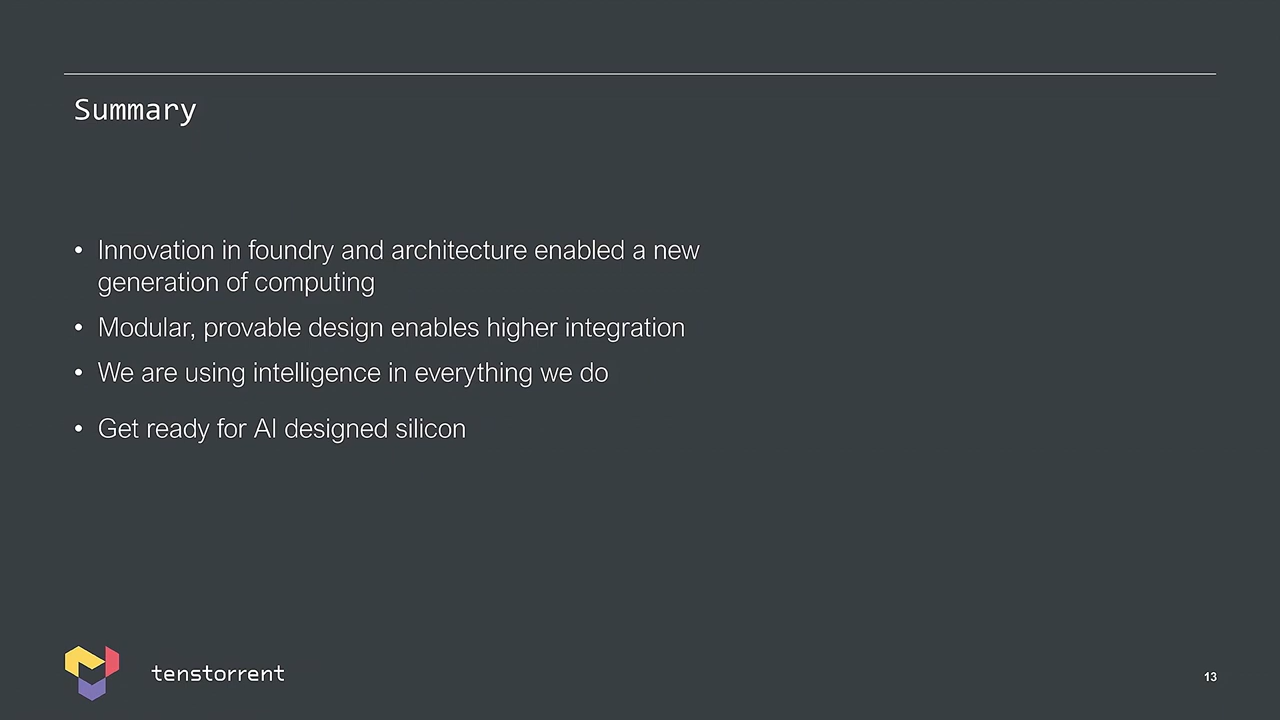 Summary
• Innovation in foundry and architecture enabled a new
generation of computing
• Modular, provable design enables higher integration
• We are using intelligence in everything we do
• Get ready for AI designed silicon
tenstorrent
13